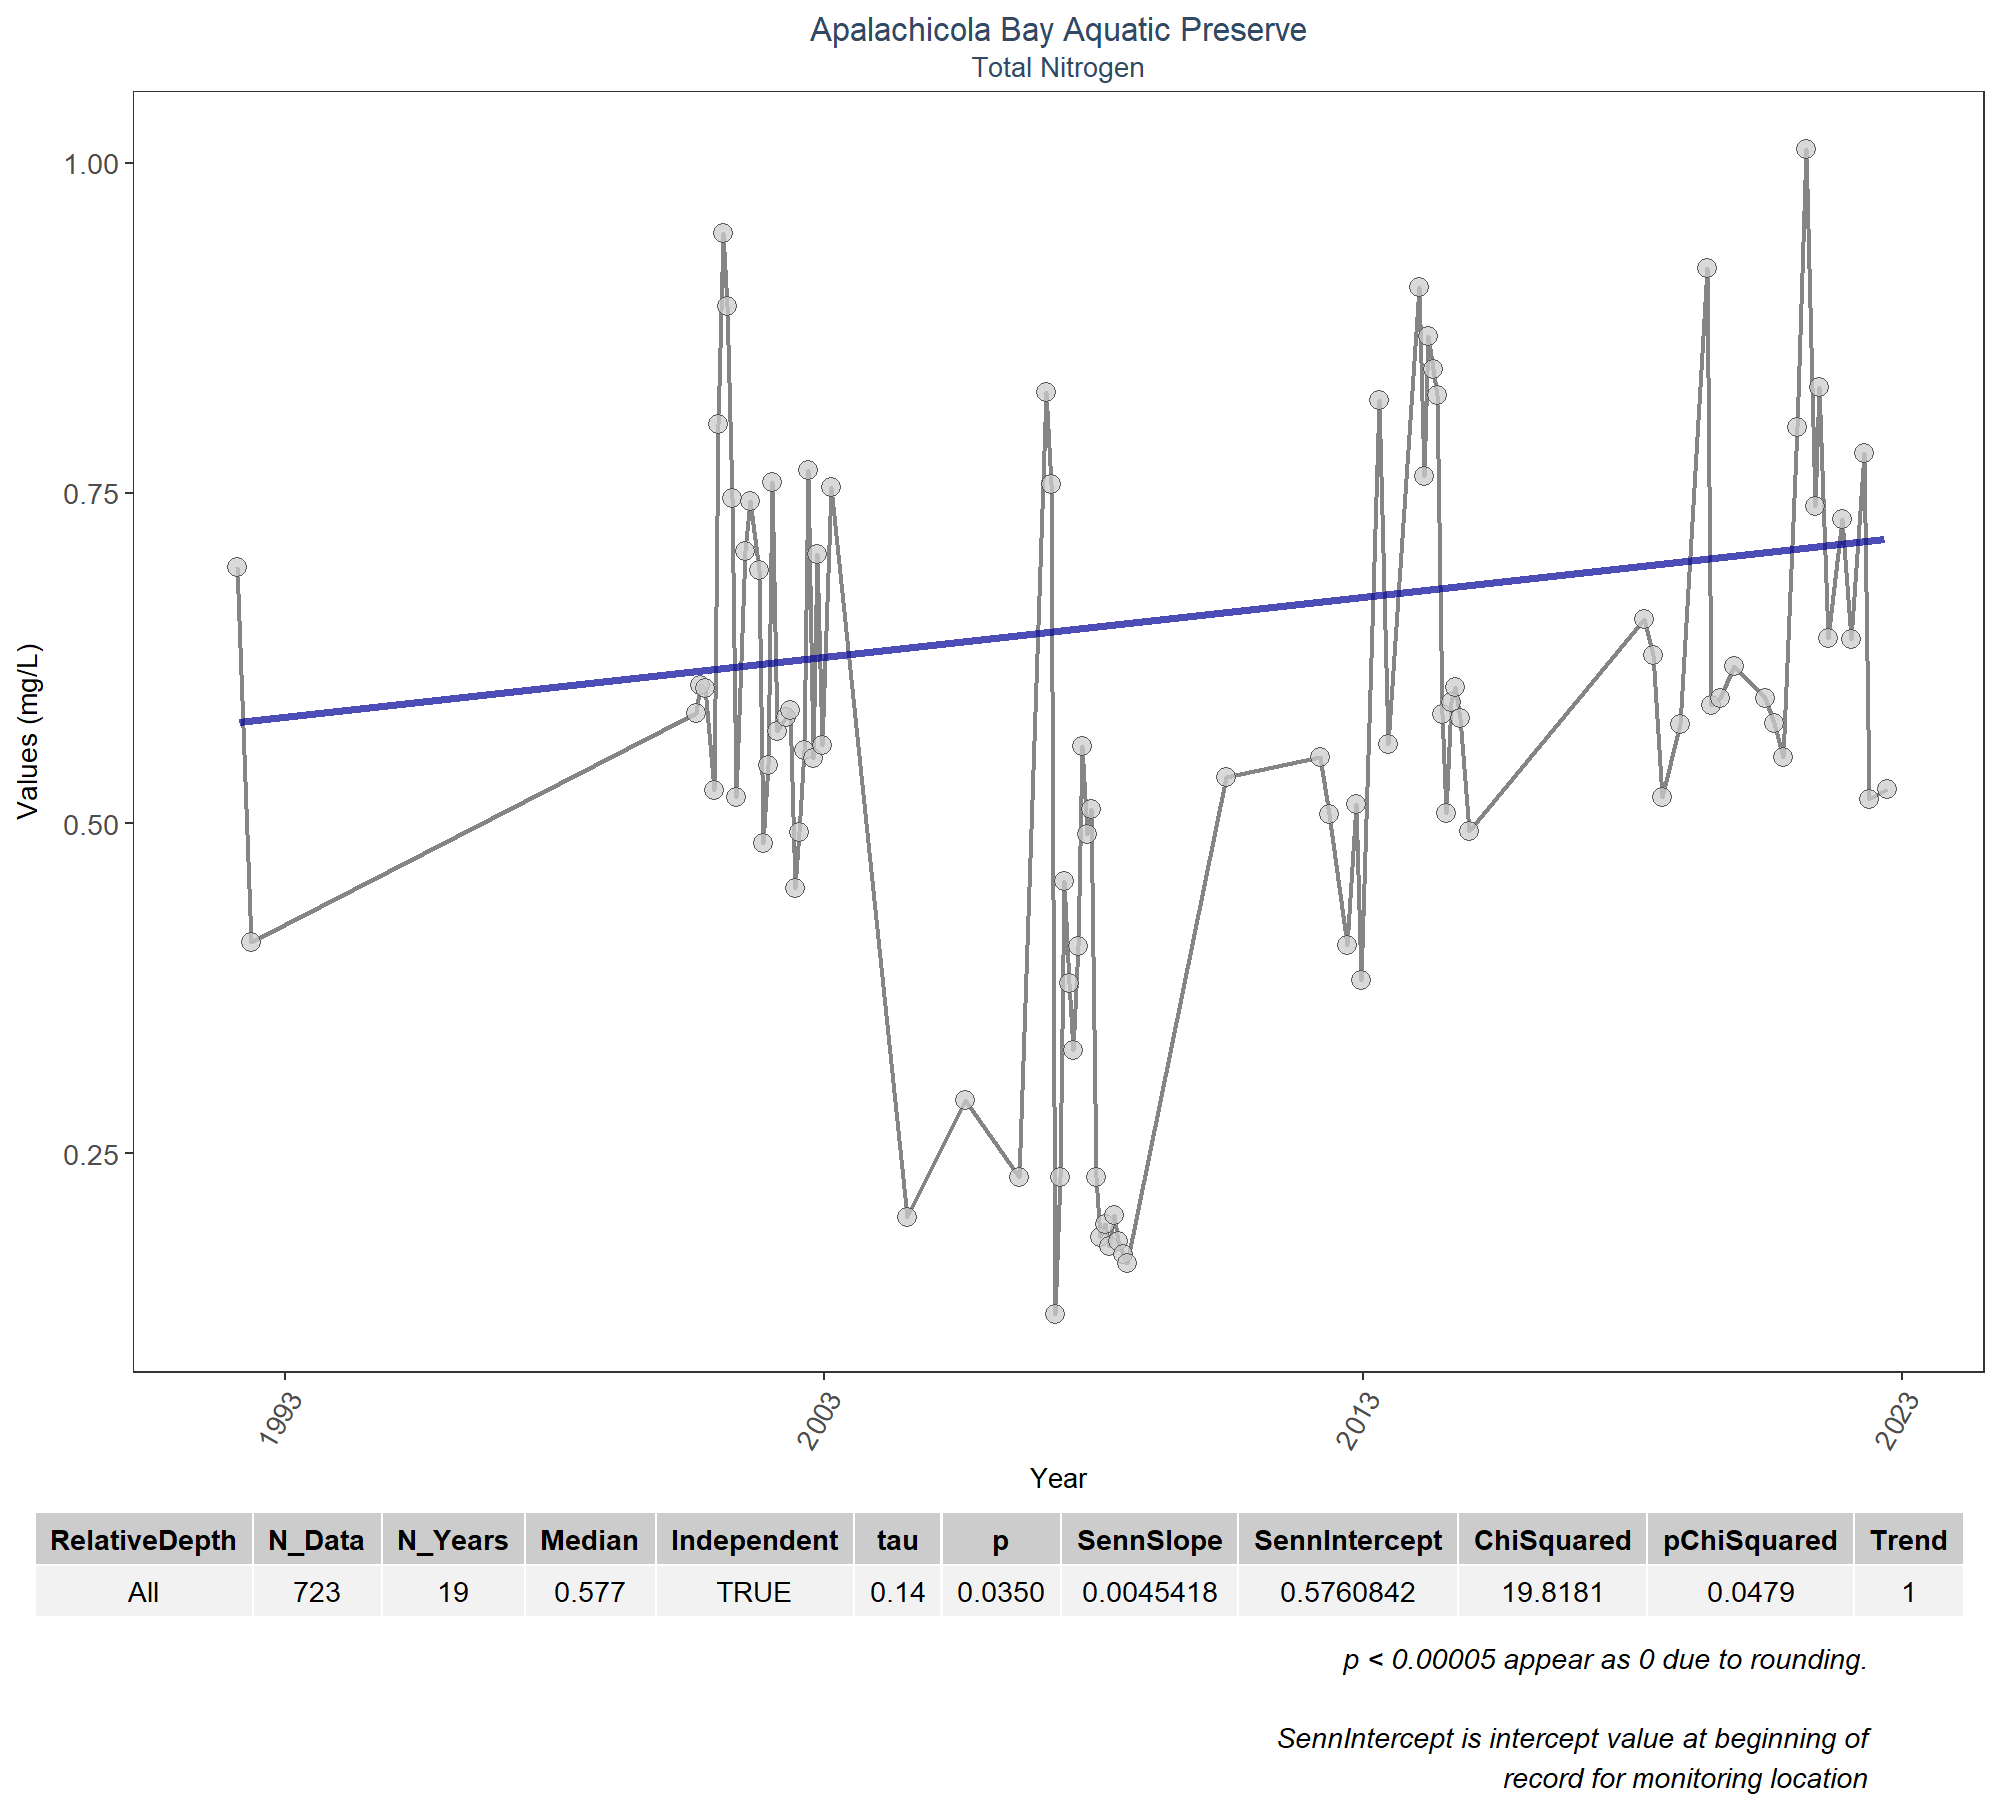 Apalachicola Bay Aquatic Preserve
Total Nitrogen
Values (mg/L)
1.00
0.75
0.50
0.25
1993 2003 2013 2023
Year
RelativeDepth N_Data N_Years Median Independent tau p SennSlope SennIntercept ChiSquared pChiSquared Trend
All 723 19 0.577 TRUE 0.14 0.0350 0.0045418 0.5760842 19.8181 0.0479 1
p < 0.00005 appear as 0 due to rounding.
SennIntercept is intercept value at beginning of
record for monitoring location